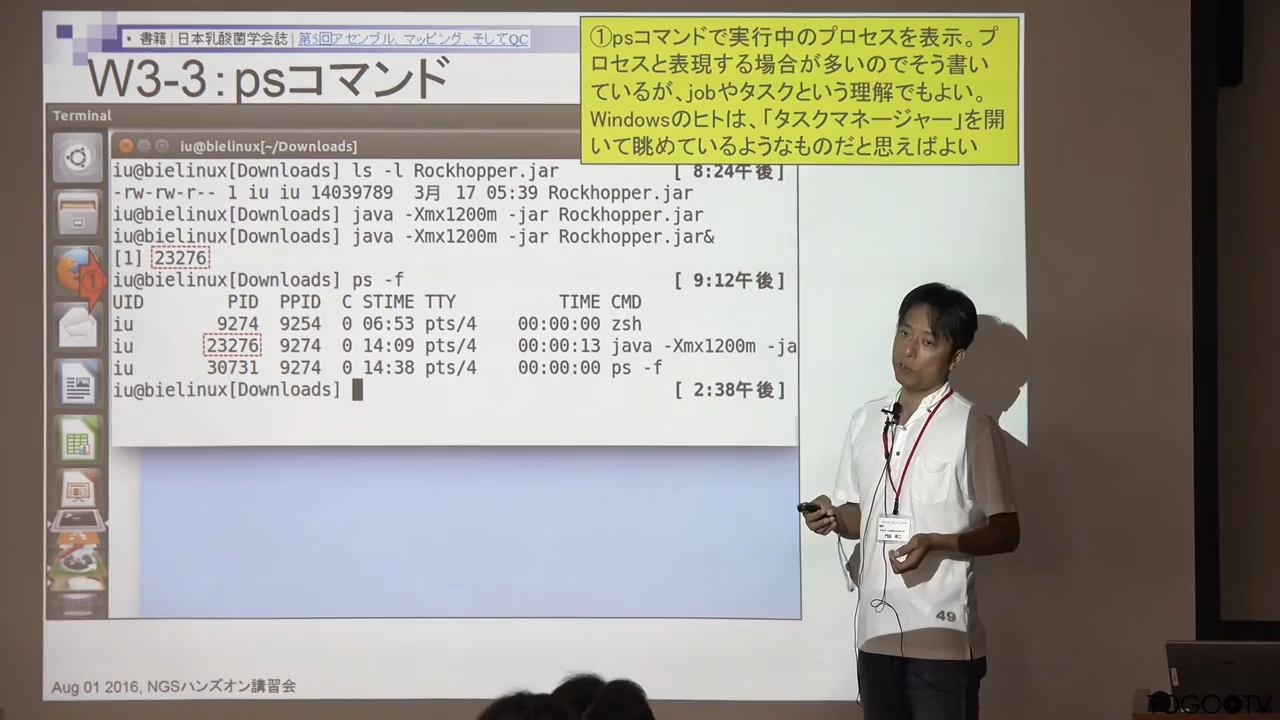 • 書籍 | 日本乳酸菌学会誌 | 第5回アセンブル、マッピング、そしてQC
W3-3：psコマンド
①psコマンドで実行中のプロセスを表示。プ
ロセスと表現する場合が多いのでそう書い
ているが、jobやタスクという理解でもよい。
Windowsのヒトは、「タスクマネージャー」を開
いて眺めているようなものだと思えばよい
Terminal
iu@bielinux[~/Downloads]
iu@bielinux[Downloads] ls -l Rockhopper.jar [ 8:24午後]
-rw-rw-r-- 1 iu iu 14039789 3月 17 05:39 Rockhopper.jar
iu@bielinux[Downloads] java -Xmx1200m -jar Rockhopper.jar
iu@bielinux[Downloads] java -Xmx1200m -jar Rockhopper.jar&
[1] 23276
①
iu@bielinux[Downloads] ps -f [ 9:12午後]
UID PID PPID C STIME TTY TIME CMD
iu 9274 9254 0 06:53 pts/4 00:00:00 zsh
iu 23276 9274 0 14:09 pts/4 00:00:13 java -Xmx1200m -ja
iu 30731 9274 0 14:38 pts/4 00:00:00 ps -f
iu@bielinux[Downloads] [ 2:38午後]
49
Aug 01 2016, NGSハンズオン講習会
TOGOTV